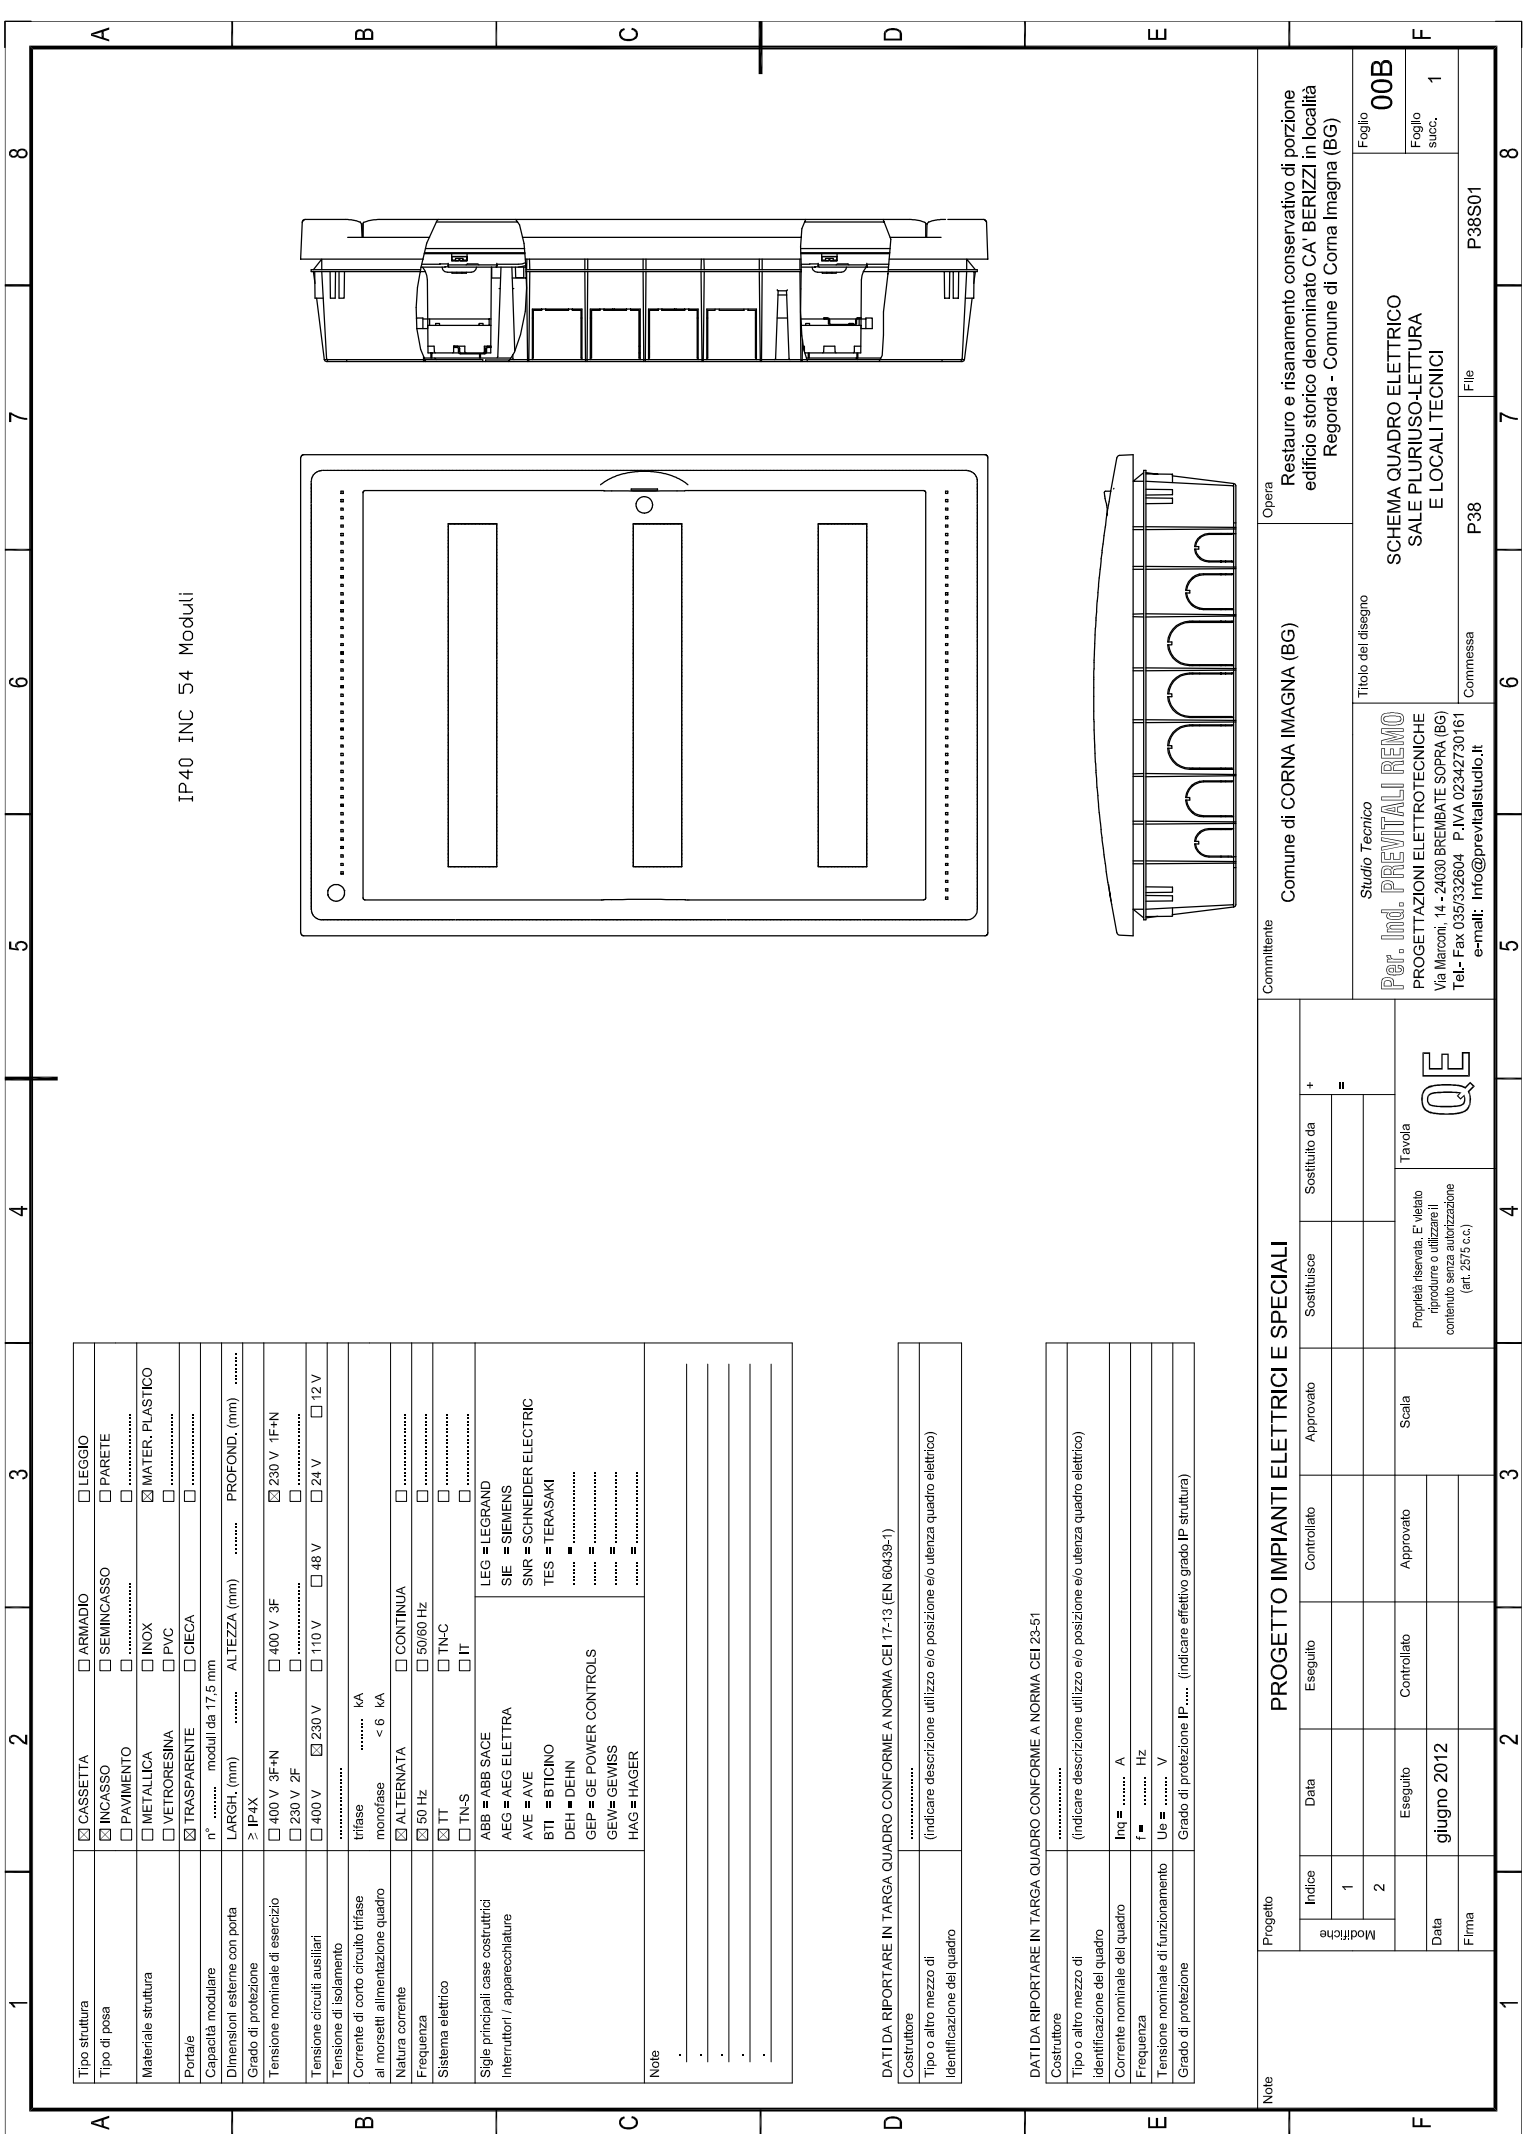 1 2 3 4 5 6 7 8
A B C D E F
Tipo struttura ☒ CASSETTA ☐ ARMADIO ☐ LEGGIO
Tipo di posa ☒ INCASSO ☐ SEMINCASSO ☐ PARETE
☐ PAVIMENTO ☐ .............. ☐ ..............
Materiale struttura ☐ METALLICA ☐ INOX ☒ MATER. PLASTICO
☐ VETRORESINA ☐ PVC ☐ ..............
Porta/e ☒ TRASPARENTE ☐ CIECA ☐ ..............
Capacità modulare n° ........ moduli da 17,5 mm
Dimensioni esterne con porta LARGH. (mm) ........ ALTEZZA (mm) ........ PROFOND. (mm) ........
Grado di protezione ≥ IP4X
Tensione nominale di esercizio ☐ 400 V 3F+N ☐ 400 V 3F ☒ 230 V 1F+N
☐ 230 V 2F ☐ .............. ☐ ..............
Tensione circuiti ausiliari ☐ 400 V ☒ 230 V ☐ 110 V ☐ 48 V ☐ 24 V ☐ 12 V
Tensione di isolamento ..............
Corrente di corto circuito trifase trifase ........ kA
al morsetti alimentazione quadro monofase < 6 kA
Natura corrente ☒ ALTERNATA ☐ CONTINUA ☐ ..............
Frequenza ☒ 50 Hz ☐ 50/60 Hz ☐ ..............
Sistema elettrico ☒ TT ☐ TN-C ☐ ..............
☐ TN-S ☐ IT ☐ ..............
Sigle principali case costruttrici
Interruttori / apparecchiature
ABB = ABB SACE
AEG = AEG ELETTRA
AVE = AVE
BTI = BTICINO
DEH = DEHN
GEP = GE POWER CONTROLS
GEW= GEWISS
HAG = HAGER
LEG = LEGRAND
SIE = SIEMENS
SNR = SCHNEIDER ELECTRIC
TES = TERASAKI
...... = ..............
...... = ..............
...... = ..............
...... = ..............
Note
DATI DA RIPORTARE IN TARGA QUADRO CONFORME A NORMA CEI 17-13 (EN 60439-1)
Costruttore ..............
Tipo o altro mezzo di (indicare descrizione utilizzo e/o posizione e/o utenza quadro elettrico)
identificazione del quadro
DATI DA RIPORTARE IN TARGA QUADRO CONFORME A NORMA CEI 23-51
Costruttore ..............
Tipo o altro mezzo di (indicare descrizione utilizzo e/o posizione e/o utenza quadro elettrico)
identificazione del quadro
Corrente nominale del quadro Inq = ........ A
Frequenza f = ........ Hz
Tensione nominale di funzionamento Ue = ........ V
Grado di protezione Grado di protezione IP..... (indicare effettivo grado IP struttura)
IP40 INC 54 Moduli
Note
Progetto
PROGETTO IMPIANTI ELETTRICI E SPECIALI
Modifiche
Indice Data Eseguito Controllato Approvato Sostituisce Sostituito da +
1 =
2
Eseguito Controllato Approvato Scala
Data giugno 2012
Firma
Proprietà riservata. E' vietato
riprodurre o utilizzare il
contenuto senza autorizzazione
(art. 2575 c.c.)
Tavola
QE
Committente
Comune di CORNA IMAGNA (BG)
Opera
Restauro e risanamento conservativo di porzione
edificio storico denominato CA' BERIZZI in località
Regorda - Comune di Corna Imagna (BG)
Studio Tecnico
Per. Ind. PREVITALI REMO
PROGETTAZIONI ELETTROTECNICHE
Via Marconi, 14 - 24030 BREMBATE SOPRA (BG)
Tel.- Fax 035/332604 P.IVA 02342730161
e-mail: Info@previtalistudio.it
Titolo del disegno
SCHEMA QUADRO ELETTRICO
SALE PLURIUSO-LETTURA
E LOCALI TECNICI
Foglio 00B
Foglio
succ. 1
Commessa P38
File P38S01
1 2 3 4 5 6 7 8
A B C D E F